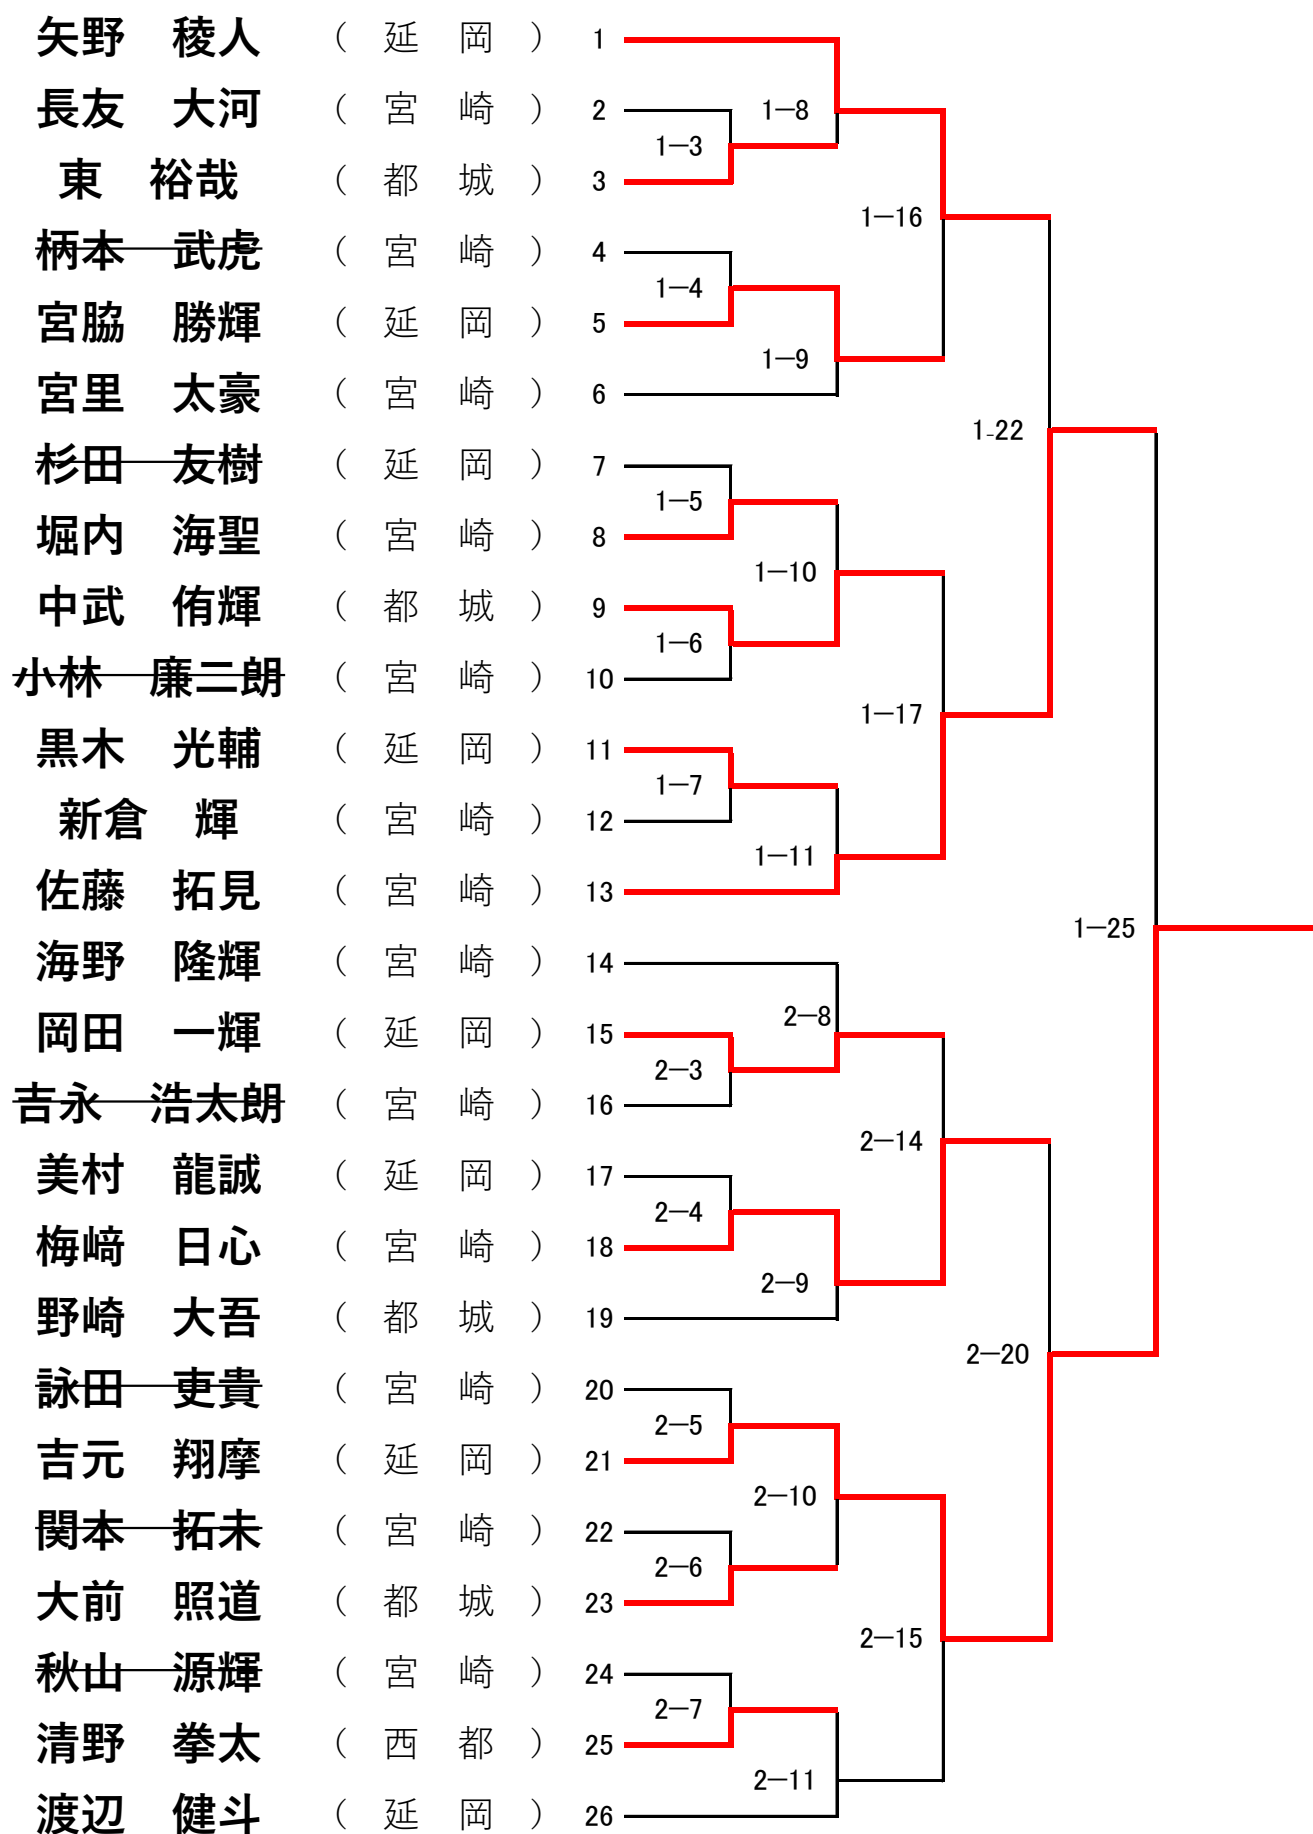 矢野　稜人 （ 延 岡 ） 1
長友　大河 （ 宮 崎 ） 2 1－8
1－3
東　裕哉 （ 都 城 ） 3
1－16
柄本　武虎 （ 宮 崎 ） 4
1－4
宮脇　勝輝 （ 延 岡 ） 5
1－9
宮里　太豪 （ 宮 崎 ） 6
1-22
杉田　友樹 （ 延 岡 ） 7
1－5
堀内　海聖 （ 宮 崎 ） 8
1－10
中武　侑輝 （ 都 城 ） 9
1－6
小林　廉二朗 （ 宮 崎 ） 10
1－17
黒木　光輔 （ 延 岡 ） 11
1－7
新倉　輝 （ 宮 崎 ） 12
1－11
佐藤　拓見 （ 宮 崎 ） 13
1－25
海野　隆輝 （ 宮 崎 ） 14
2－8
岡田　一輝 （ 延 岡 ） 15
2－3
吉永　浩太朗 （ 宮 崎 ） 16
2－14
美村　龍誠 （ 延 岡 ） 17
2－4
梅﨑　日心 （ 宮 崎 ） 18
2－9
野崎　大吾 （ 都 城 ） 19
2－20
詠田　吏貴 （ 宮 崎 ） 20
2－5
吉元　翔摩 （ 延 岡 ） 21
2－10
関本　拓未 （ 宮 崎 ） 22
2－6
大前　照道 （ 都 城 ） 23
2－15
秋山　源輝 （ 宮 崎 ） 24
2－7
清野　拳太 （ 西 都 ） 25
2－11
渡辺　健斗 （ 延 岡 ） 26